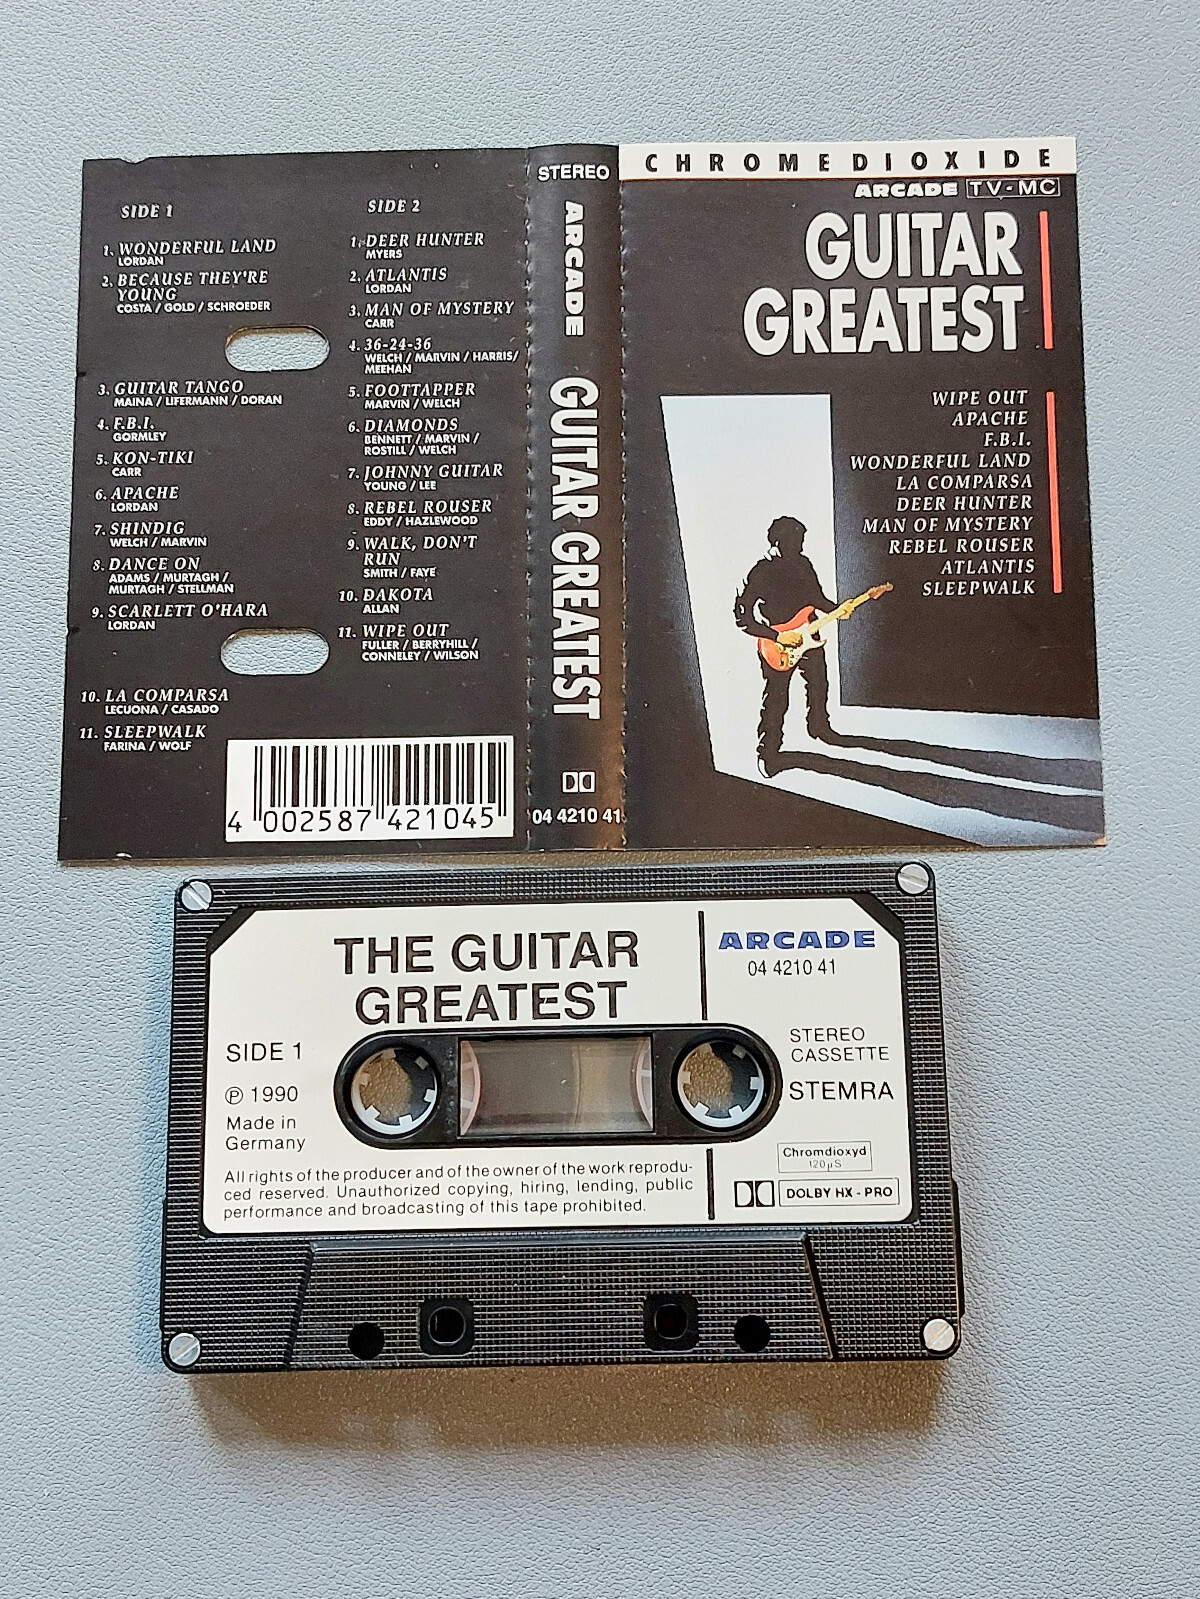 SIDE 1
1. WONDERFUL LAND
LORDAN
2. BECAUSE THEY'RE
YOUNG
COSTA / GOLD / SCHROEDER
3. GUITAR TANGO
MAINA / LIFERMANN / DORAN
4. F.B.I.
GORMLEY
5. KON-TIKI
CARR
6. APACHE
LORDAN
7. SHINDIG
WELCH / MARVIN
8. DANCE ON
ADAMS / MURTAGH /
MURTAGH / STELLMAN
9. SCARLETT O'HARA
LORDAN
10. LA COMPARSA
LECUONA / CASADO
11. SLEEPWALK
FARINA / WOLF
SIDE 2
1. DEER HUNTER
MYERS
2. ATLANTIS
LORDAN
3. MAN OF MYSTERY
CARR
4. 36-24-36
WELCH / MARVIN / HARRIS/
MEEHAN
5. FOOTTAPPER
MARVIN / WELCH
6. DIAMONDS
BENNETT / MARVIN /
ROSTILL / WELCH
7. JOHNNY GUITAR
YOUNG / LEE
8. REBEL ROUSER
EDDY / HAZLEWOOD
9. WALK, DON'T
RUN
SMITH / FAYE
10. DAKOTA
ALLAN
11. WIPE OUT
FULLER / BERRYHILL /
CONNELEY / WILSON
4 002587 421045
STEREO
ARCADE GUITAR GREATEST
04 4210 41
CHROMEDIOXIDE
ARCADE TV-MC
GUITAR
GREATEST
WIPE OUT
APACHE
F.B.I.
WONDERFUL LAND
LA COMPARSA
DEER HUNTER
MAN OF MYSTERY
REBEL ROUSER
ATLANTIS
SLEEPWALK
THE GUITAR
GREATEST
ARCADE
04 4210 41
SIDE 1
℗ 1990
Made in
Germany
STEREO
CASSETTE
STEMRA
Chromdioxyd
120µS
DOLBY HX - PRO
All rights of the producer and of the owner of the work reprodu-
ced reserved. Unauthorized copying, hiring, lending, public
performance and broadcasting of this tape prohibited.